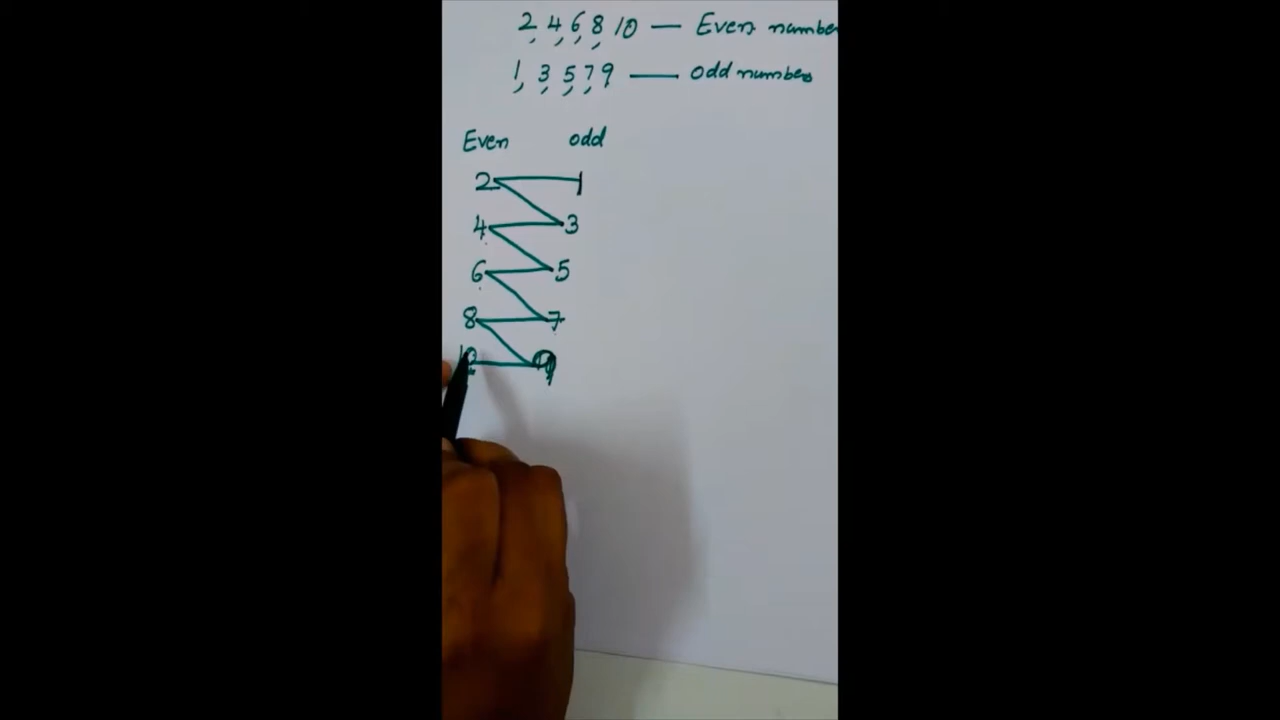 2, 4, 6, 8, 10 — Even numbe
1, 3, 5, 7, 9 — odd numbers
Even odd
2 1
4 3
6 5
8 7
10 9